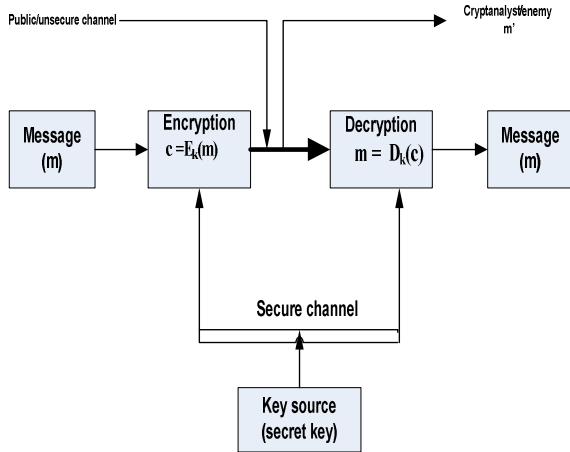 Public/unsecure channel
Cryptanalyst/enemy
m'
Message
(m)
Encryption
c =Ek(m)
Decryption
m = Dk(c)
Message
(m)
Secure channel
Key source
(secret key)